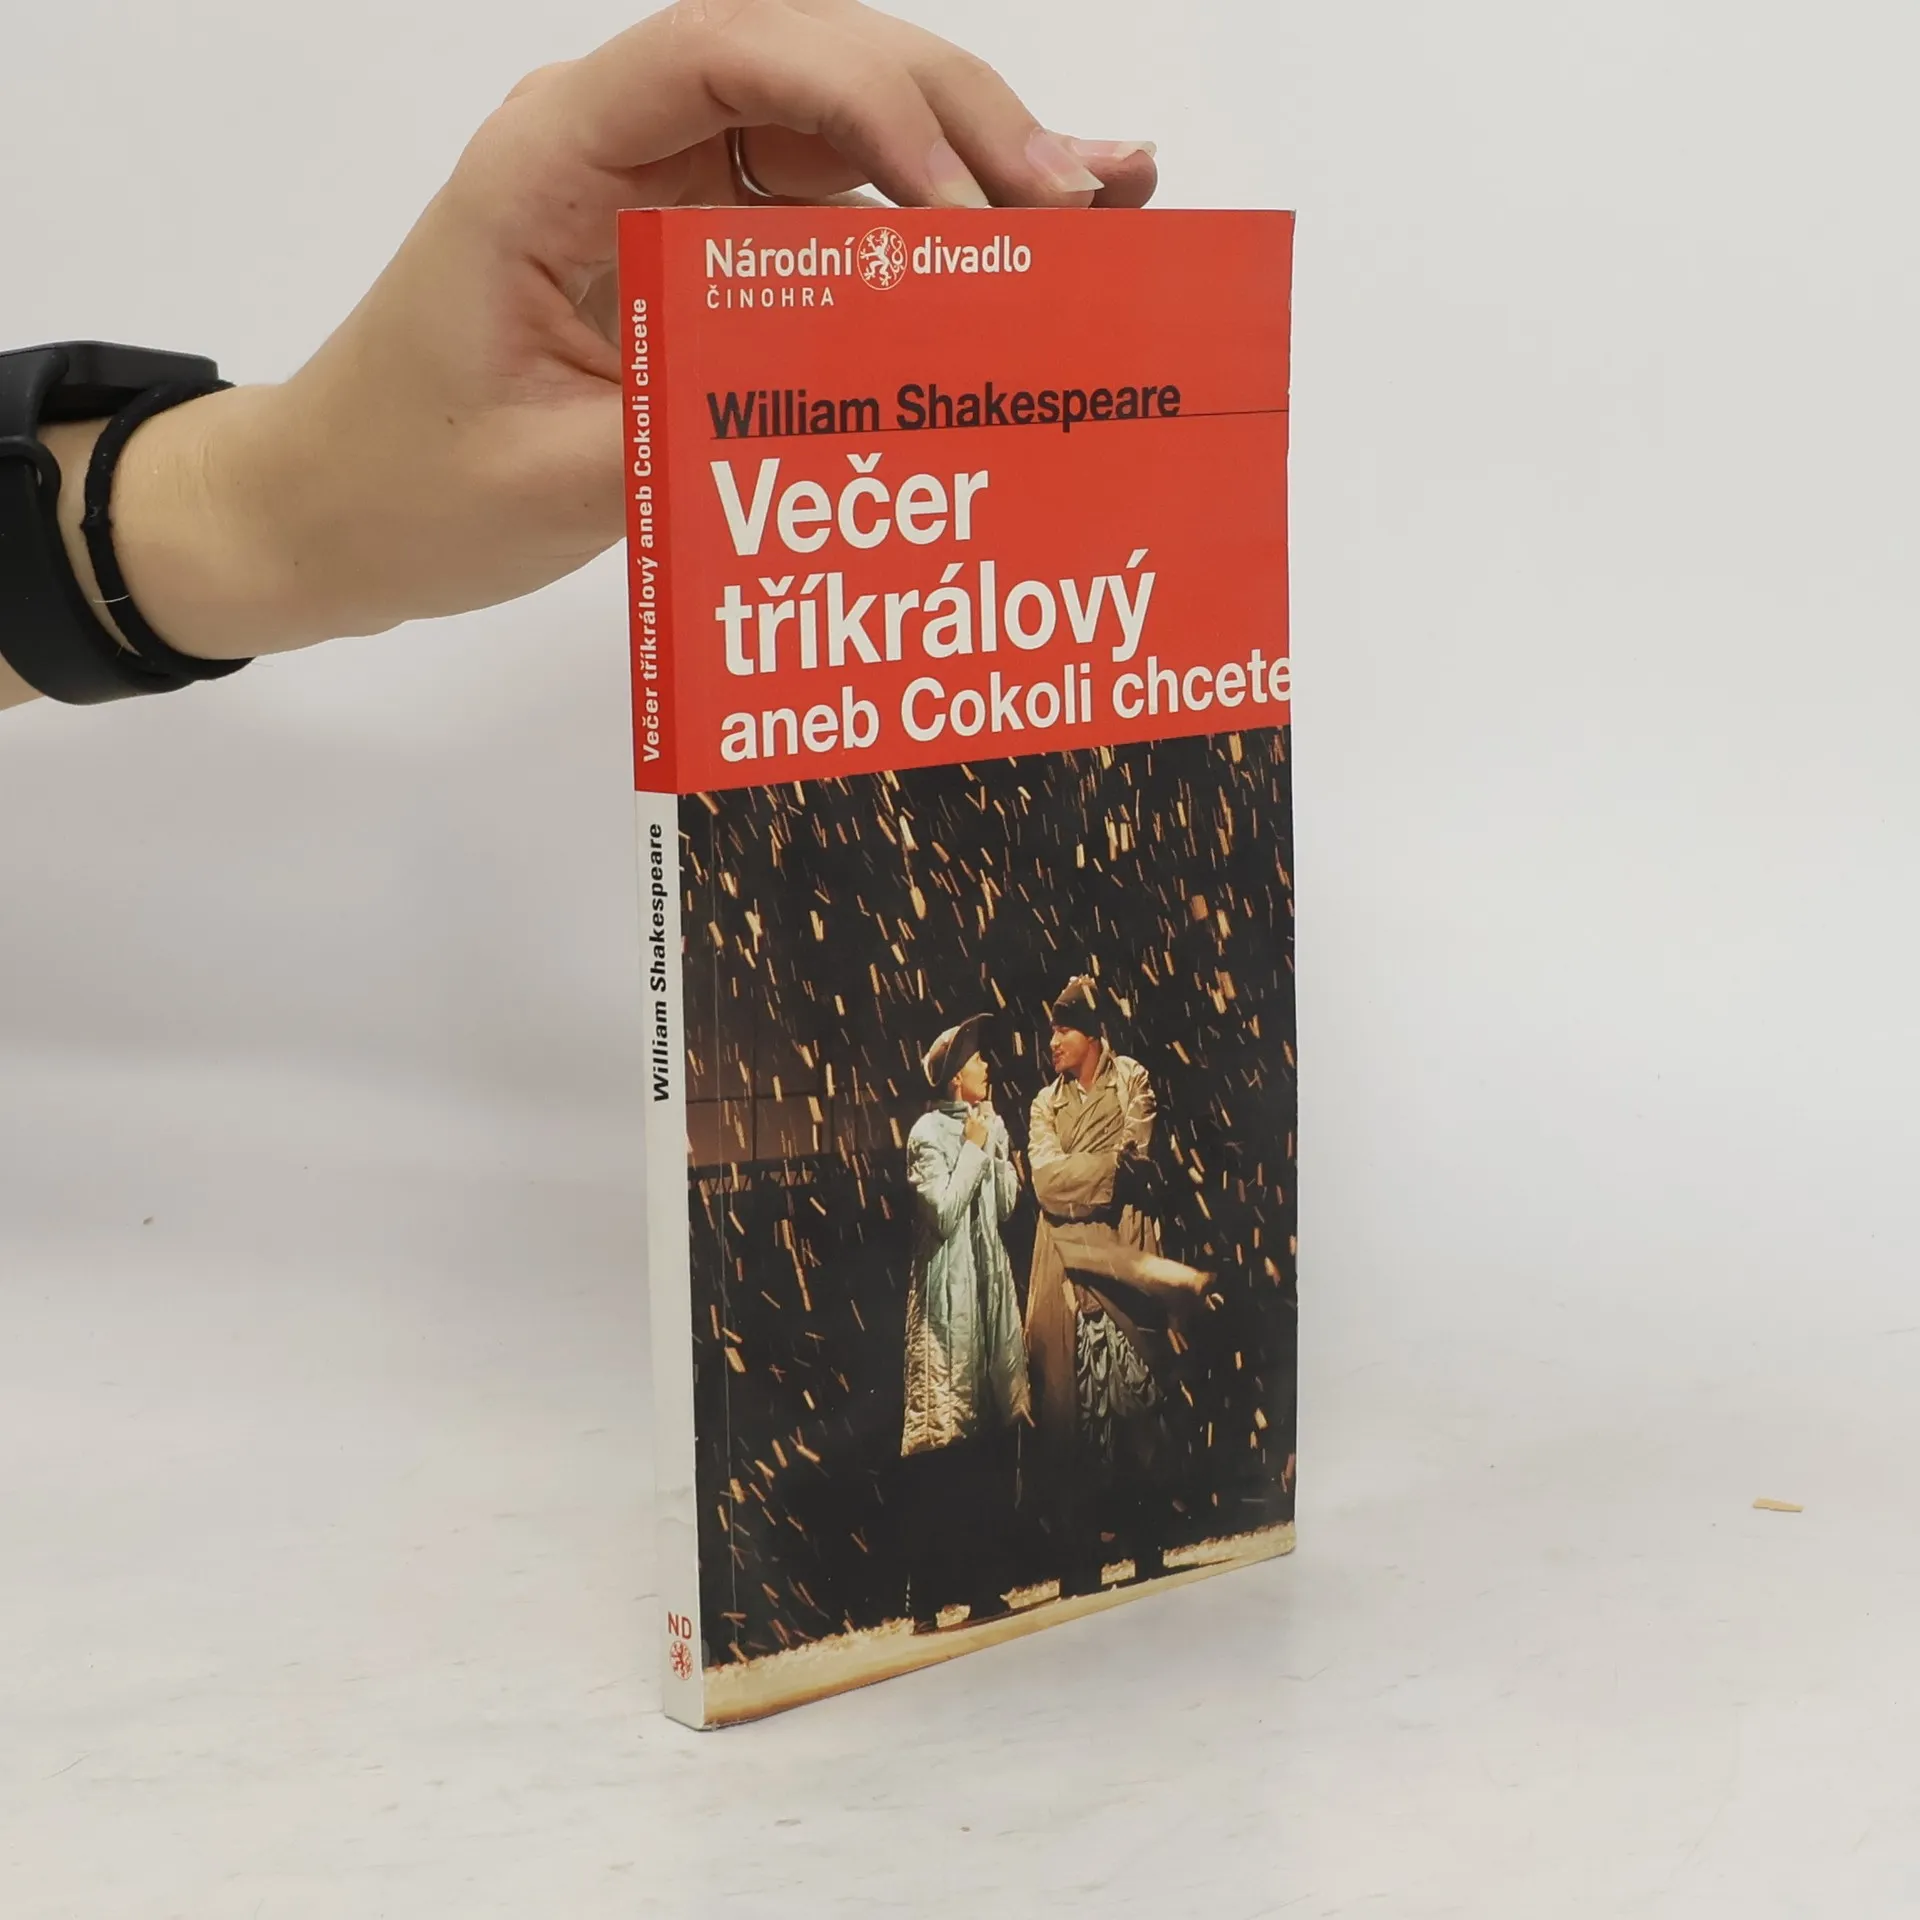 Národní divadlo
ČINOHRA
William Shakespeare
Večer
tříkrálový
aneb Cokoli chcete
Večer tříkrálový aneb Cokoli chcete
William Shakespeare
ND